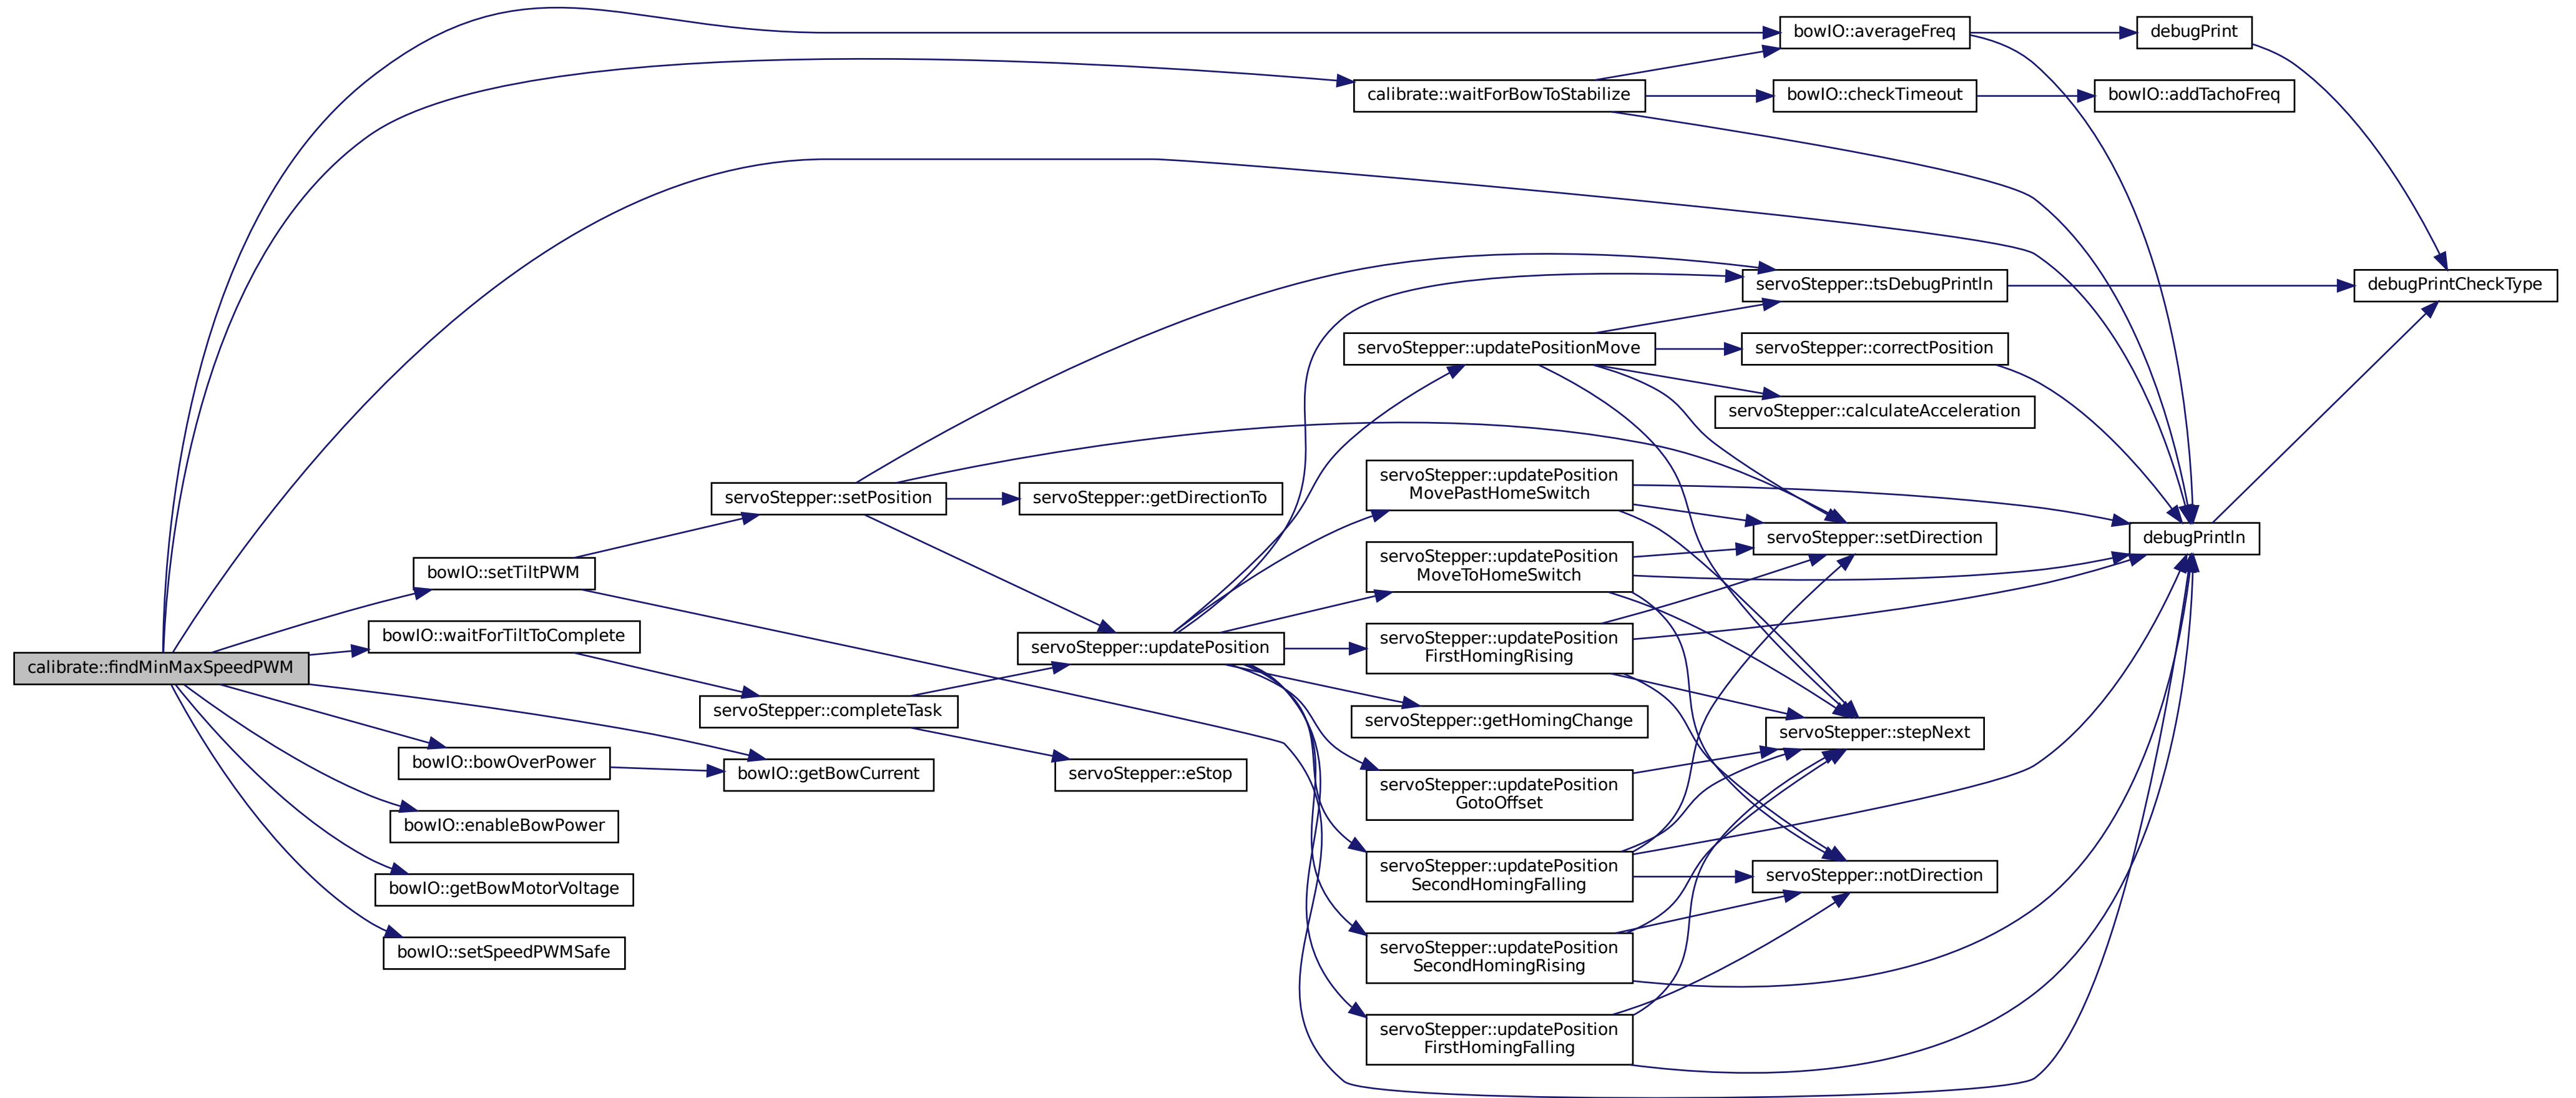 bowIO::averageFreq
debugPrint
calibrate::waitForBowToStabilize
bowIO::checkTimeout
bowIO::addTachoFreq
servoStepper::tsDebugPrintln
debugPrintCheckType
servoStepper::updatePositionMove
servoStepper::correctPosition
servoStepper::calculateAcceleration
servoStepper::setPosition
servoStepper::getDirectionTo
servoStepper::updatePosition
MovePastHomeSwitch
servoStepper::setDirection
debugPrintln
bowIO::setTiltPWM
servoStepper::updatePosition
MoveToHomeSwitch
bowIO::waitForTiltToComplete
servoStepper::updatePosition
servoStepper::updatePosition
FirstHomingRising
calibrate::findMinMaxSpeedPWM
servoStepper::completeTask
servoStepper::getHomingChange
servoStepper::stepNext
bowIO::bowOverPower
bowIO::getBowCurrent
servoStepper::eStop
servoStepper::updatePosition
GotoOffset
bowIO::enableBowPower
servoStepper::updatePosition
SecondHomingFalling
servoStepper::notDirection
bowIO::getBowMotorVoltage
bowIO::setSpeedPWMSafe
servoStepper::updatePosition
SecondHomingRising
servoStepper::updatePosition
FirstHomingFalling